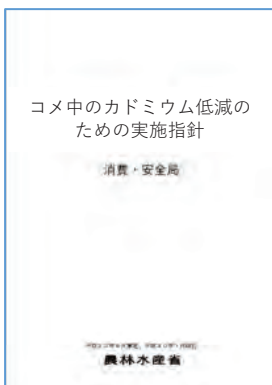 コメ中のカドミウム低減の
ための実施指針
消費・安全局
農林水産省